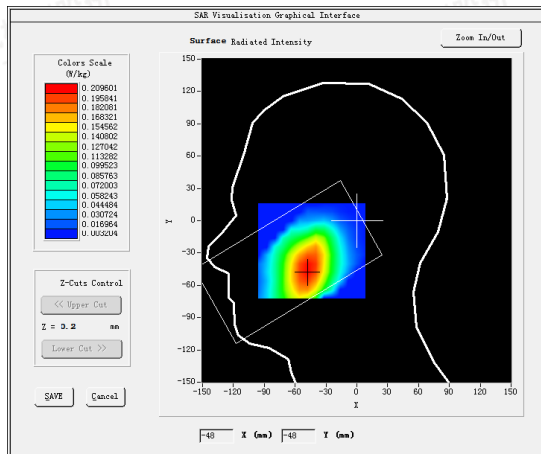 SAR Visualisation Graphical Interface
Surface Radiated Intensity
Zoom In/Out
Colors Scale
(W/kg)
0.209601
0.195841
0.182081
0.168321
0.154562
0.140802
0.127042
0.113282
0.099523
0.085763
0.072003
0.058243
0.044484
0.030724
0.016964
0.003204
Z-Cuts Control
<< Upper Cut
Z = 3.2 mm
Lower Cut >>
SAVE
Cancel
150
120
90
60
30
0
-30
-60
-90
-120
-150
Y
-150 -120 -90 -60 -30 0 30 60 90 120 150
X
-48 X (mm) -48 Y (mm)